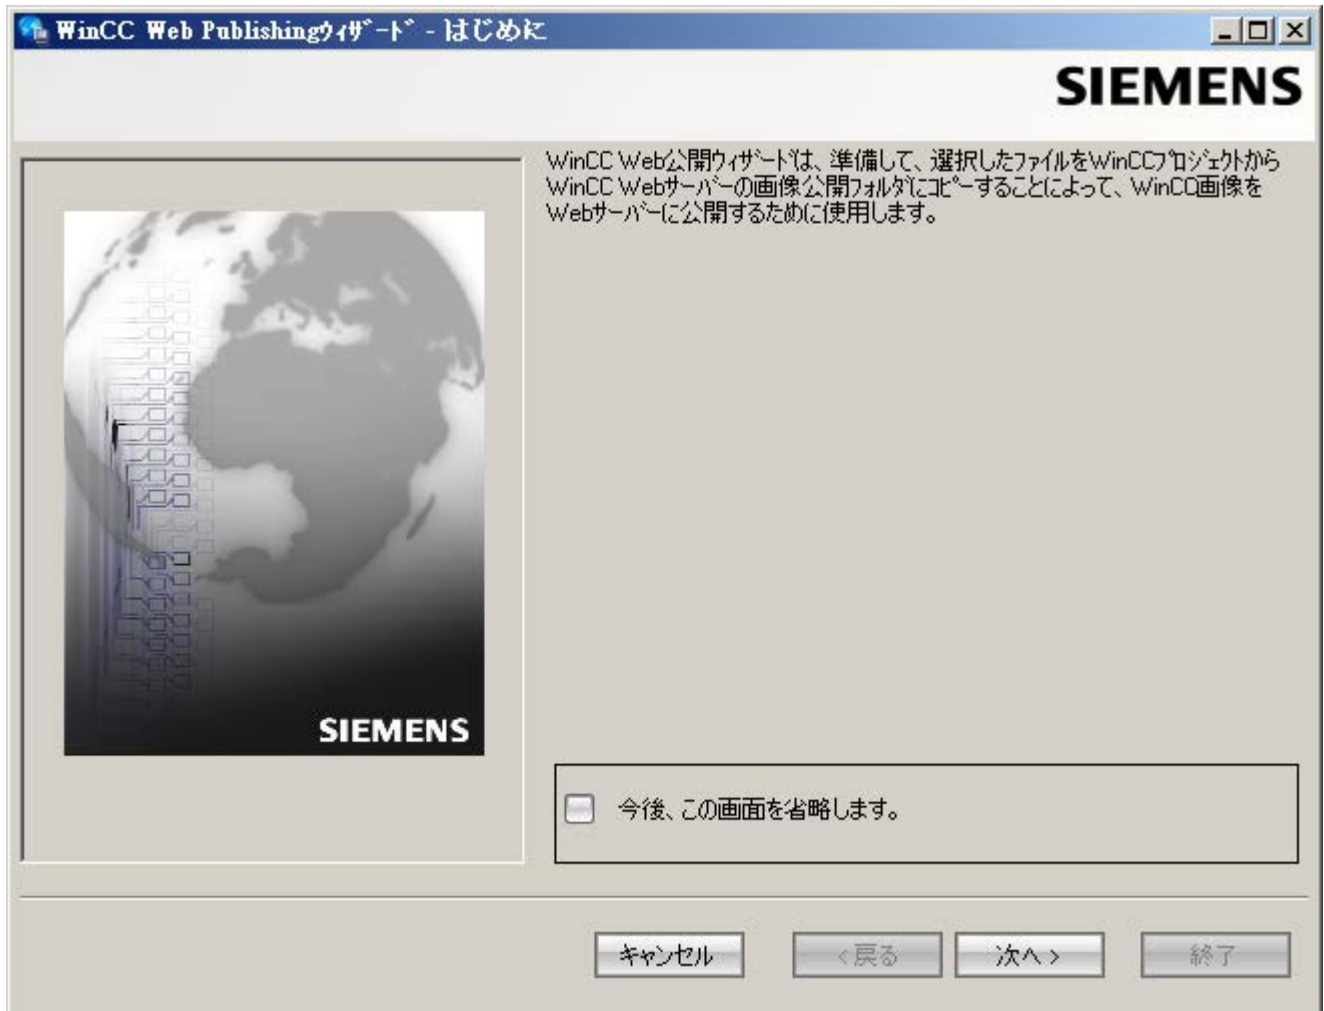 WinCC Web Publishingｳｨｻﾞｰﾄﾞ - はじめに
SIEMENS
WinCC Web公開ｳｨｻﾞｰﾄﾞは、準備して、選択したﾌｧｲﾙをWinCCﾌﾟﾛｼﾞｪｸﾄから
WinCC Webｻｰﾊﾞｰの画像公開ﾌｫﾙﾀﾞにｺﾋﾟｰすることによって、WinCC画像を
Webｻｰﾊﾞｰに公開するために使用します。
SIEMENS
今後、この画面を省略します。
ｷｬﾝｾﾙ
<戻る
次へ>
終了